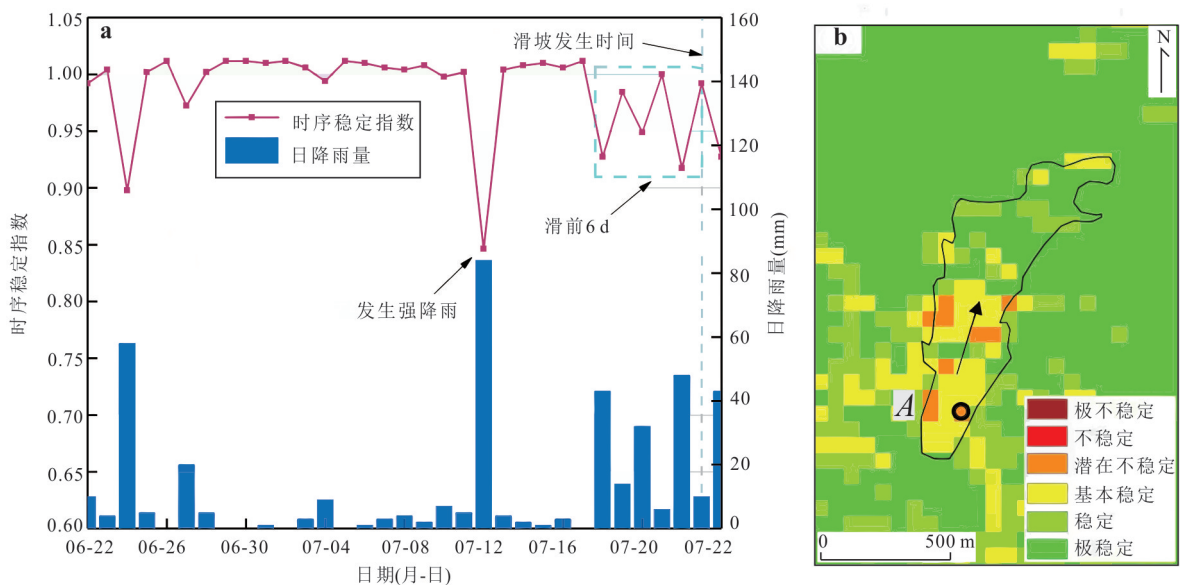 a
1.05
1.00
0.95
0.90
0.85
0.80
0.75
0.70
0.65
0.60
时序稳定指数
160
140
120
100
80
60
40
20
0
日降雨量(mm)
滑坡发生时间
时序稳定指数
日降雨量
滑前6 d
发生强降雨
06-22
06-26
06-30
07-04
07-08
07-12
07-16
07-20
07-22
日期(月-日)
b
N
A
极不稳定
不稳定
潜在不稳定
基本稳定
稳定
极稳定
0
500 m